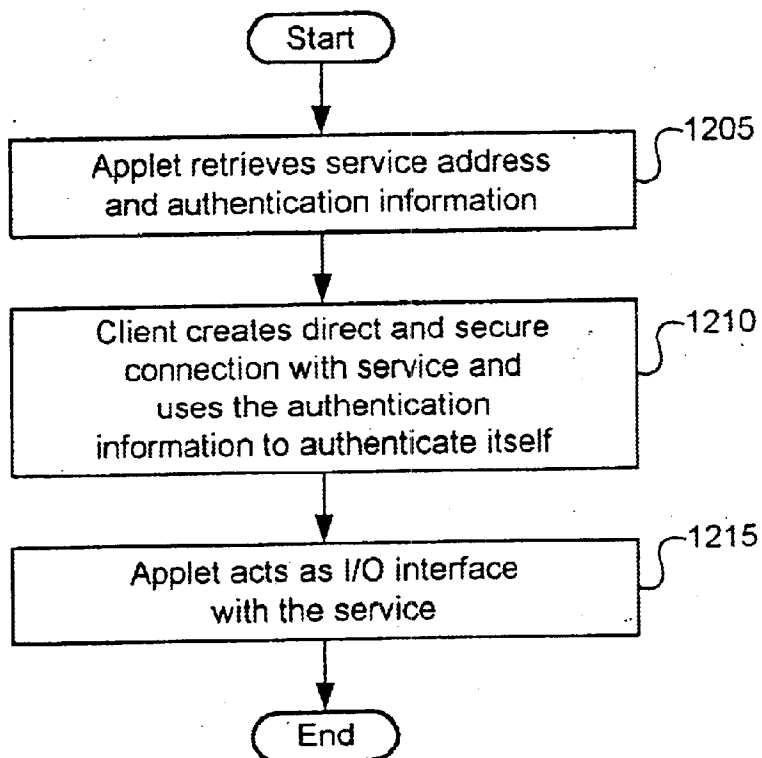 Start
1205
Applet retrieves service address
and authentication information
1210
Client creates direct and secure
connection with service and
uses the authentication
information to authenticate itself
1215
Applet acts as I/O interface
with the service
End